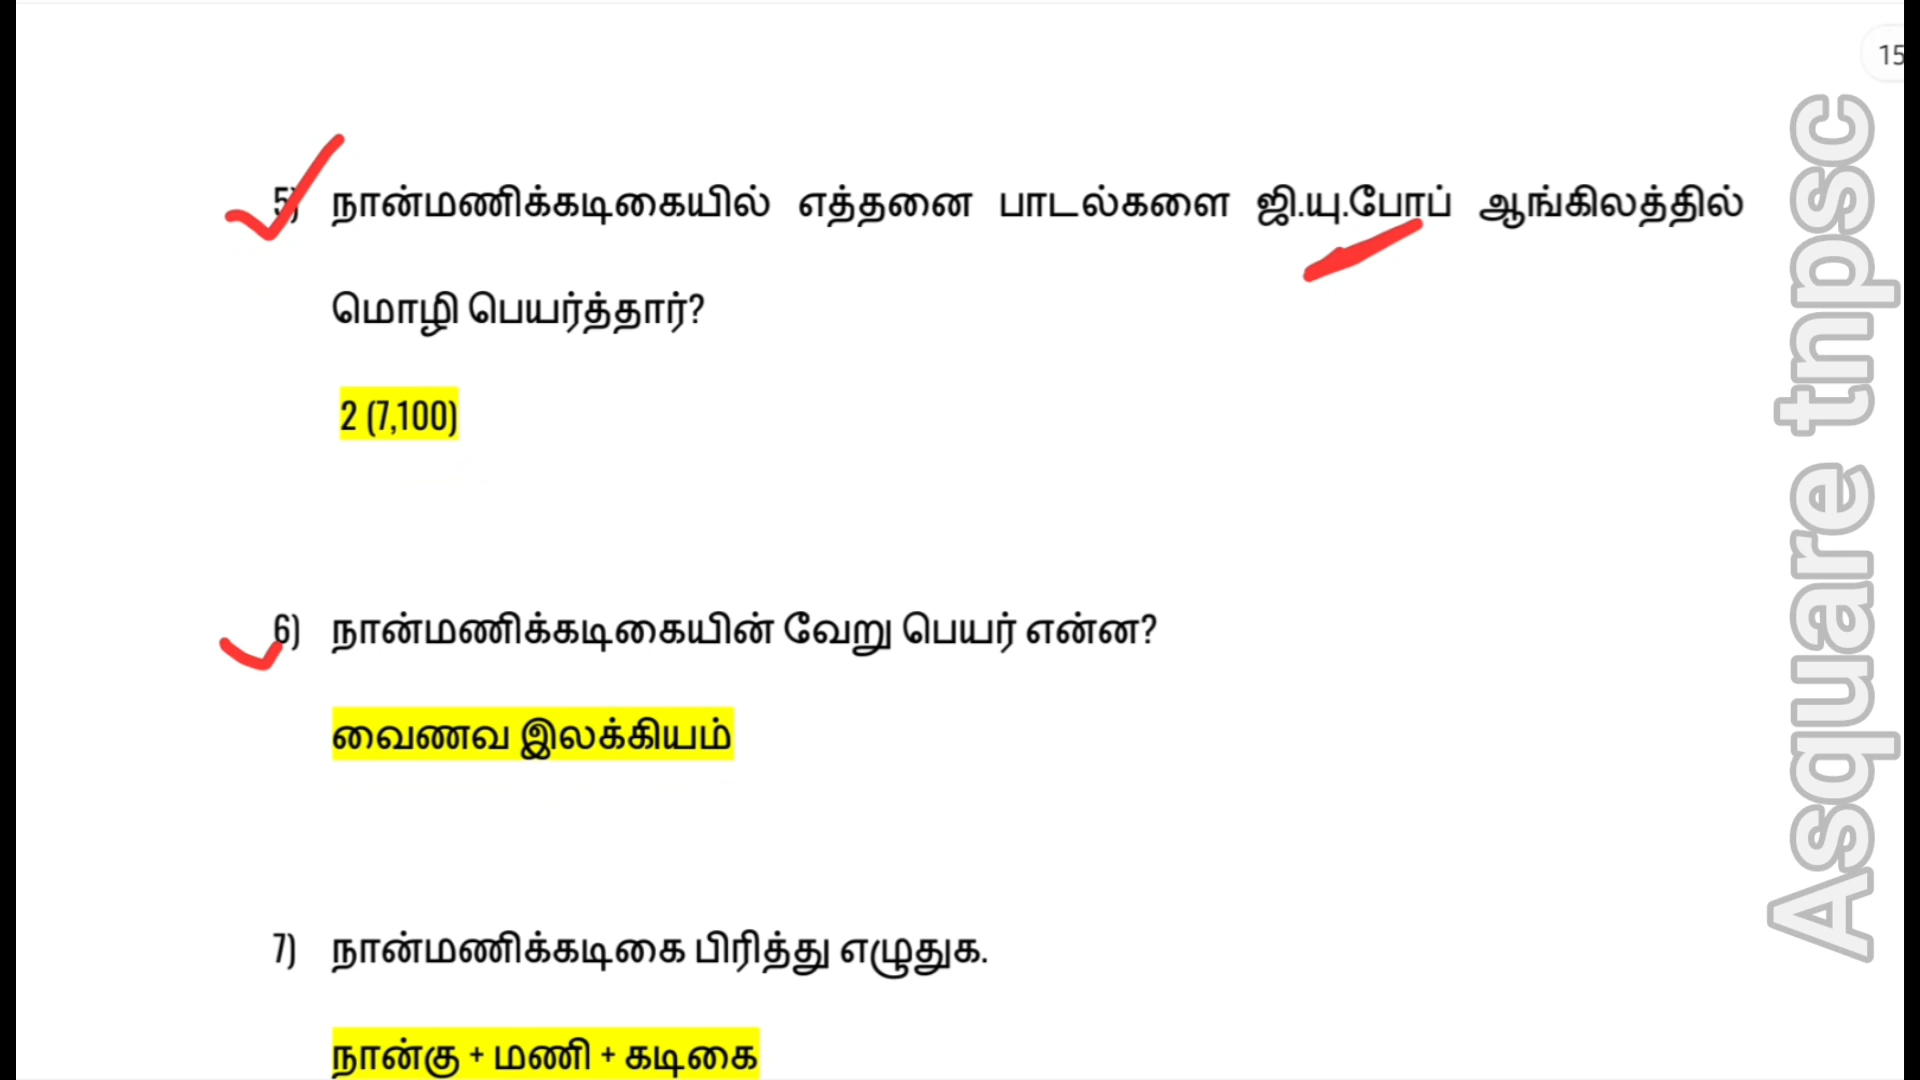 15
5) நான்மணிக்கடிகையில் எத்தனை பாடல்களை ஜி.யு.போப் ஆங்கிலத்தில்
மொழி பெயர்த்தார்?
2 (7,100)
6) நான்மணிக்கடிகையின் வேறு பெயர் என்ன?
வைணவ இலக்கியம்
7) நான்மணிக்கடிகை பிரித்து எழுதுக.
நான்கு + மணி + கடிகை
Asquare tnpsc